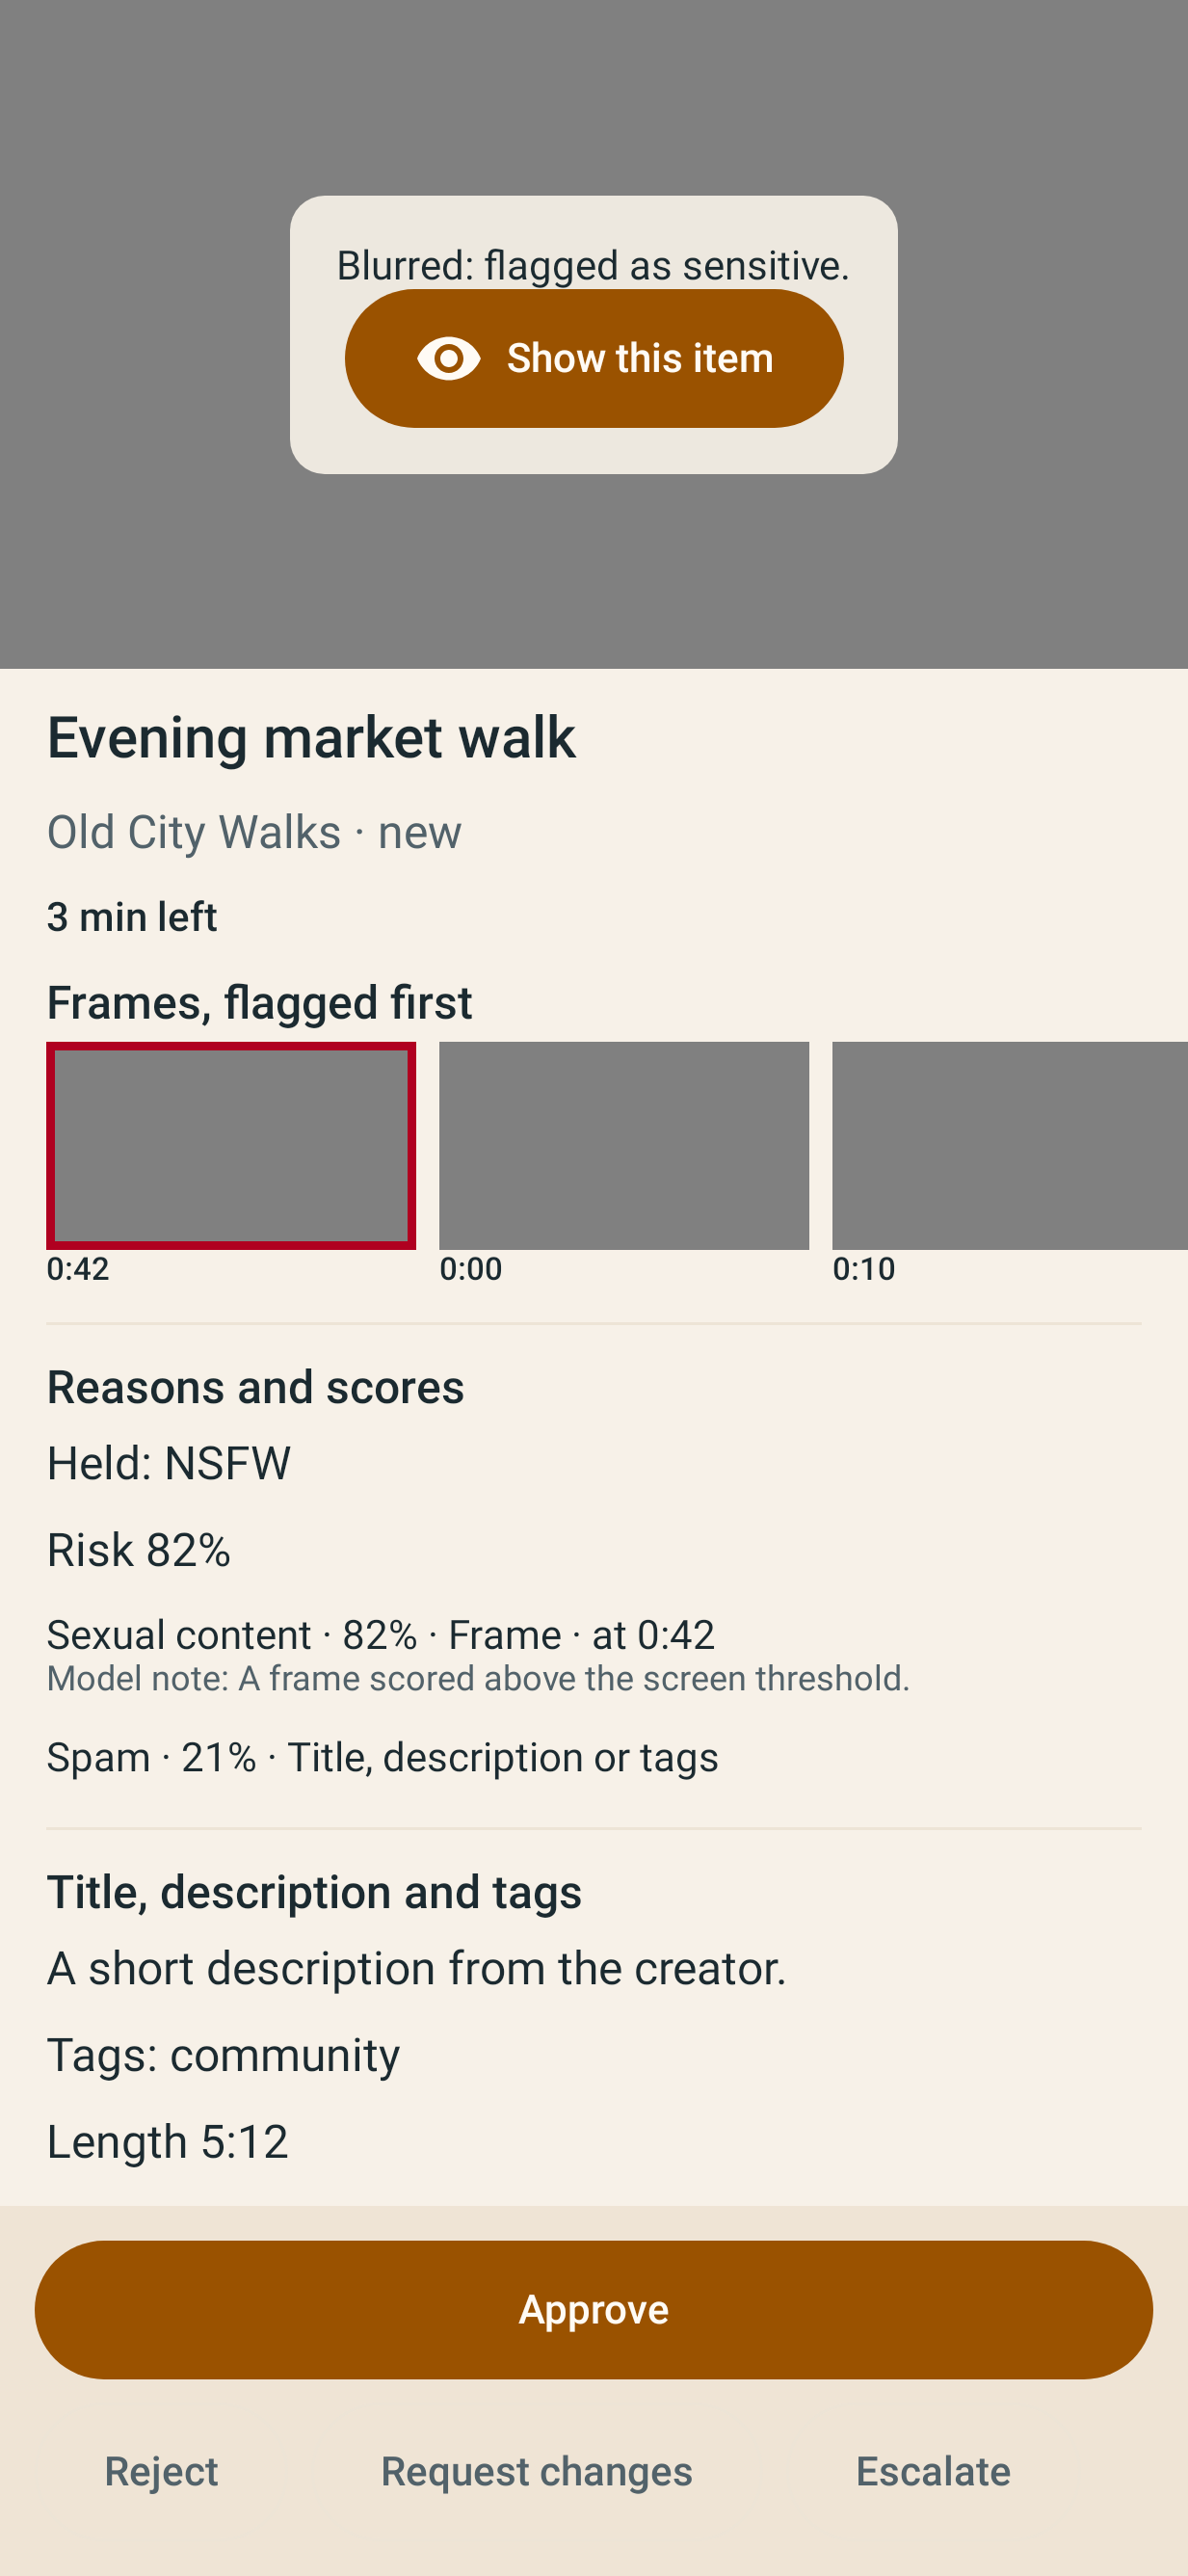 Blurred: flagged as sensitive.
Show this item
Evening market walk
Old City Walks · new
3 min left
Frames, flagged first
0:42
0:00
0:10
Reasons and scores
Held: NSFW
Risk 82%
Sexual content · 82% · Frame · at 0:42
Model note: A frame scored above the screen threshold.
Spam · 21% · Title, description or tags
Title, description and tags
A short description from the creator.
Tags: community
Length 5:12
Approve
Reject
Request changes
Escalate